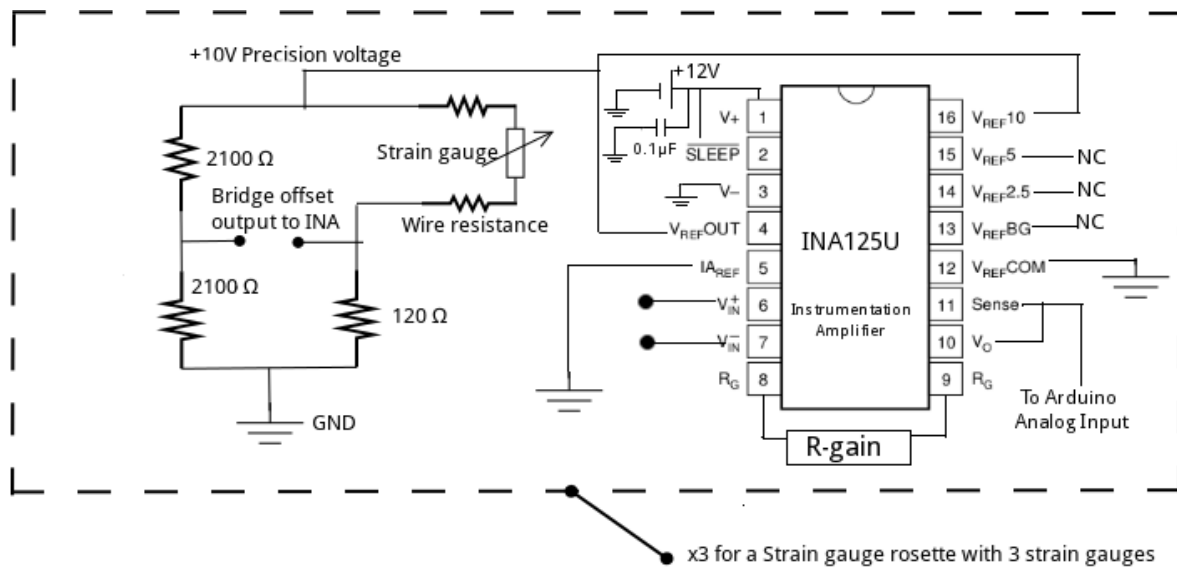 +10V Precision voltage
2100 Ω
Bridge offset
output to INA
2100 Ω
120 Ω
GND
Strain gauge
Wire resistance
+12V
0.1µF
V+
SLEEP
V–
VREFOUT
IAREF
V+IN
V–IN
RG
1
2
3
4
5
6
7
8
INA125U
Instrumentation
Amplifier
16
15
14
13
12
11
10
9
VREF10
VREF5
VREF2.5
VREFBG
VREFCOM
Sense
VO
RG
NC
NC
NC
To Arduino
Analog Input
R-gain
x3 for a Strain gauge rosette with 3 strain gauges